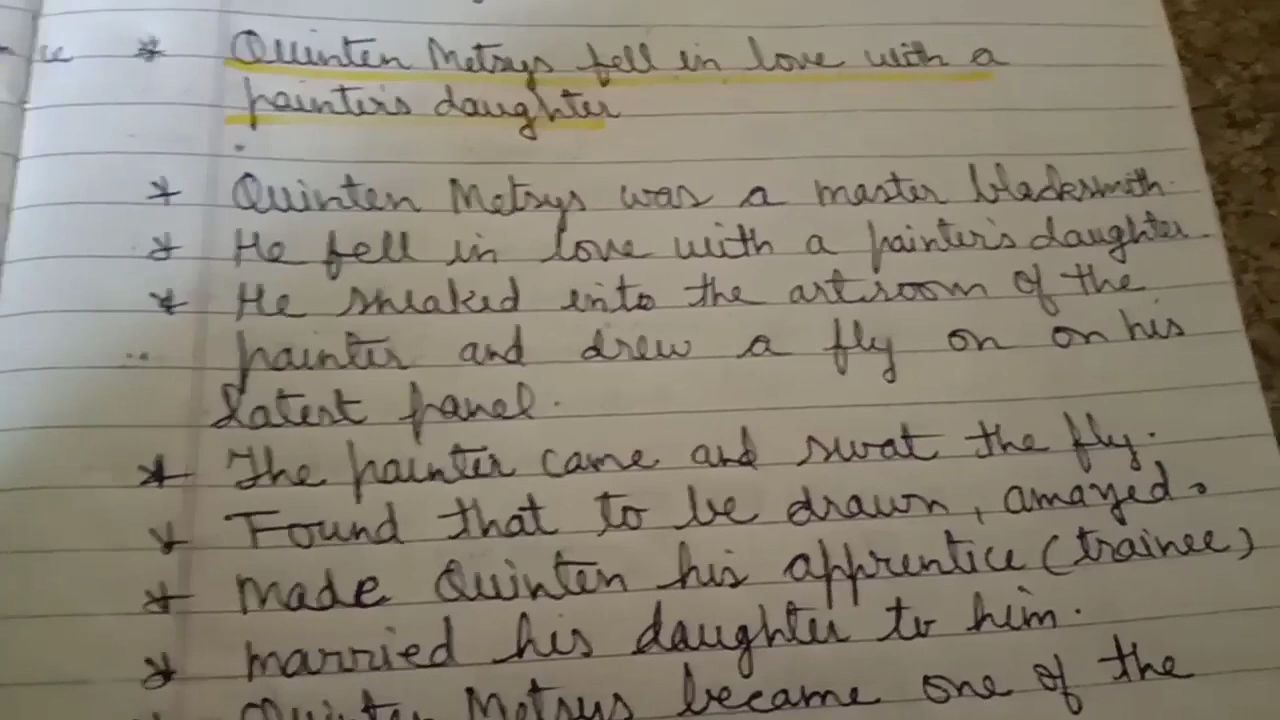 * Quinten Metsys fell in love with a
painter's daughter
* Quinten Metsys was a master blacksmith.
* He fell in love with a painter's daughter.
* He sneaked into the artroom of the
painter and drew a fly on on his
latest panel.
* The painter came and swat the fly.
* Found that to be drawn, amazed.
* Made Quinten his apprentice (trainee)
* married his daughter to him.
Quinten Metsys became one of the